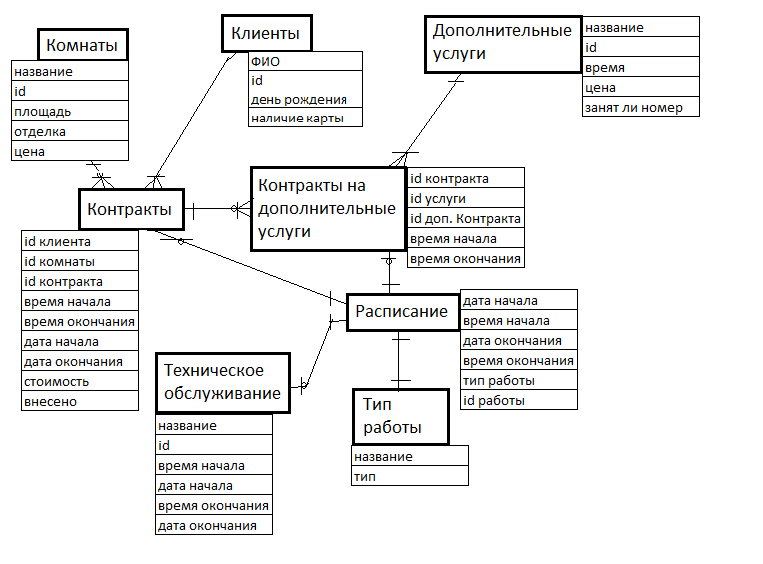 Комнаты
название
id
площадь
отделка
цена
Клиенты
ФИО
id
день рождения
наличие карты
Дополнительные
услуги
название
id
время
цена
занят ли номер
Контракты
id клиента
id комнаты
id контракта
время начала
время окончания
дата начала
дата окончания
стоимость
внесено
Контракты на
дополнительные
услуги
id контракта
id услуги
id доп. Контракта
время начала
время окончания
Расписание
дата начала
время начала
дата окончания
время окончания
тип работы
id работы
Техническое
обслуживание
название
id
время начала
дата начала
время окончания
дата окончания
Тип
работы
название
тип